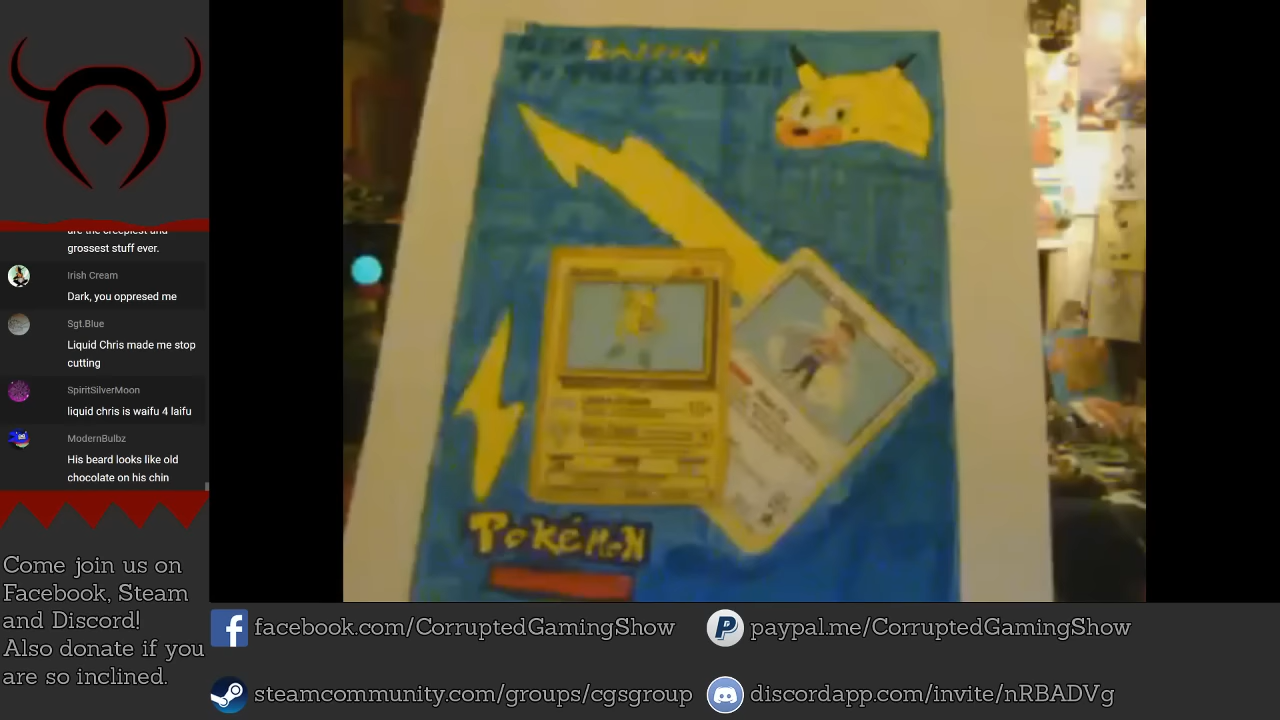 are the creepiest and
grossest stuff ever.
Irish Cream
Dark, you oppresed me
Sgt.Blue
Liquid Chris made me stop
cutting
SpiritSilverMoon
liquid chris is waifu 4 laifu
ModernBulbz
His beard looks like old
chocolate on his chin
Come join us on
Facebook, Steam
and Discord!
Also donate if you
are so inclined.
POKéMON
facebook.com/CorruptedGamingShow
paypal.me/CorruptedGamingShow
steamcommunity.com/groups/cgsgroup
discordapp.com/invite/nRBADVg